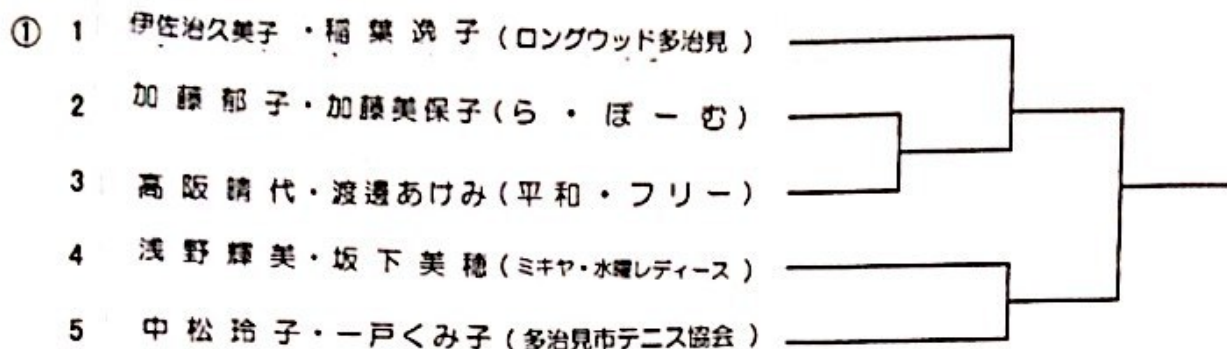 ① 1 伊佐治久美子・稲葉逸子(ロングウッド多治見)
2 加藤郁子・加藤美保子(ら・ぽーむ)
3 高阪晴代・渡邊あけみ(平和・フリー)
4 浅野輝美・坂下美穂(ミキヤ・水曜レディース)
5 中松玲子・一戸くみ子(多治見市テニス協会)